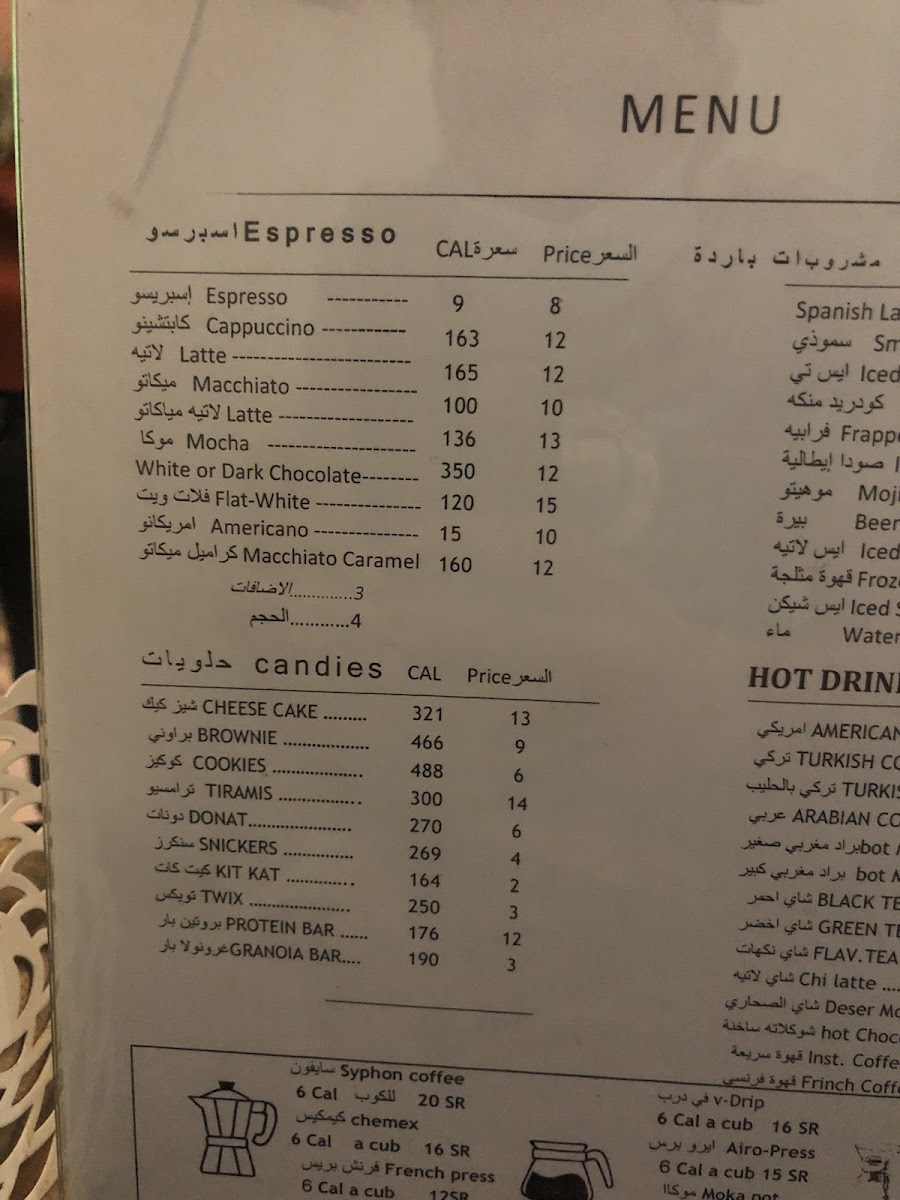 MENU
اسبرسو Espresso CAL سعرة Price السعر
إسبريسو Espresso ----------- 9 8
كابتشينو Cappuccino ----------- 163 12
لاتيه Latte ----------------------- 165 12
ميكاتو Macchiato ---------------- 100 10
لاتيه مياكاتو Latte ----------------- 136 13
موكا Mocha ------------------- 350 12
White or Dark Chocolate-------- 120 15
فلات ويت Flat-White --------------- 15 10
امريكانو Americano --------------- 160 12
كراميل ميكاتو Macchiato Caramel
الاضافات.............3
الحجم............4
حلويات candies CAL Price السعر
شيز كيك CHEESE CAKE ......... 321 13
براوني BROWNIE .................. 466 9
كوكيز COOKIES ................... 488 6
ترامسيو TIRAMIS ................. 300 14
دونات DONAT...................... 270 6
سنكرز SNICKERS ............... 269 4
كيت كات KIT KAT .............. 164 2
تويكس TWIX ...................... 250 3
بروتين بار PROTEIN BAR ...... 176 12
غرونولا بار GRANOIA BAR.... 190 3
مشروبات باردة
Spanish La
سموذي Sm
ايس تي Iced
كودريد منكه
فرابيه Frapp
صودا إيطالية
موهيتو Moji
بيرة Beer
ايس لاتيه Iced
قهوة مثلجة Froz
ايس شيكن Iced S
ماء Water
HOT DRIN
امريكي AMERICAN
تركي TURKISH CO
تركي بالحليب TURKIS
عربي ARABIAN CO
براد مغربي صغير bot
براد مغربي كبير bot M
شاي احمر BLACK TE
شاي اخضر GREEN TE
شاي نكهات FLAV.TEA
شاي لاتيه Chi latte ....
شاي الصحاري Deser Mo
شوكلاته ساخنة hot Choc
قهوة سريعة Inst. Coffe
قهوة فرنسي Frinch Coff
سايفون Syphon coffee
6 Cal للكوب 20 SR
كيمكيس chemex
6 Cal a cub 16 SR
فرنش بريس French press
6 Cal a cub 12SR
في درب v-Drip
6 Cal a cub 16 SR
ايرو برس Airo-Press
6 Cal a cub 15 SR
موكا Moka pot